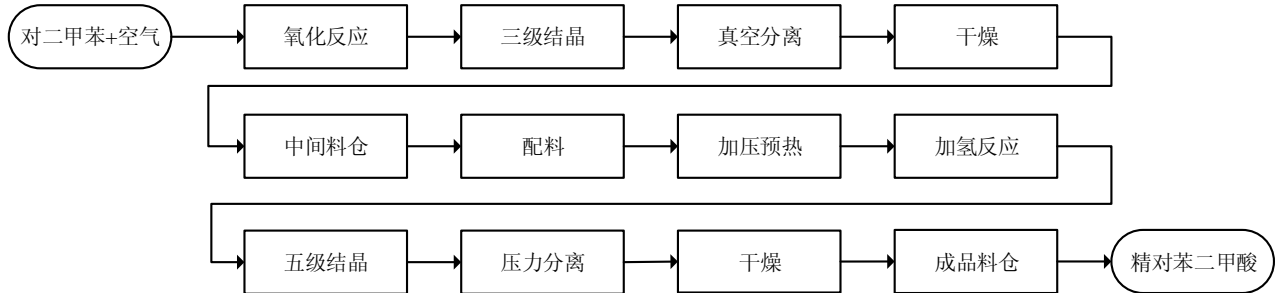 对二甲苯+空气
氧化反应
三级结晶
真空分离
干燥
中间料仓
配料
加压预热
加氢反应
五级结晶
压力分离
干燥
成品料仓
精对苯二甲酸